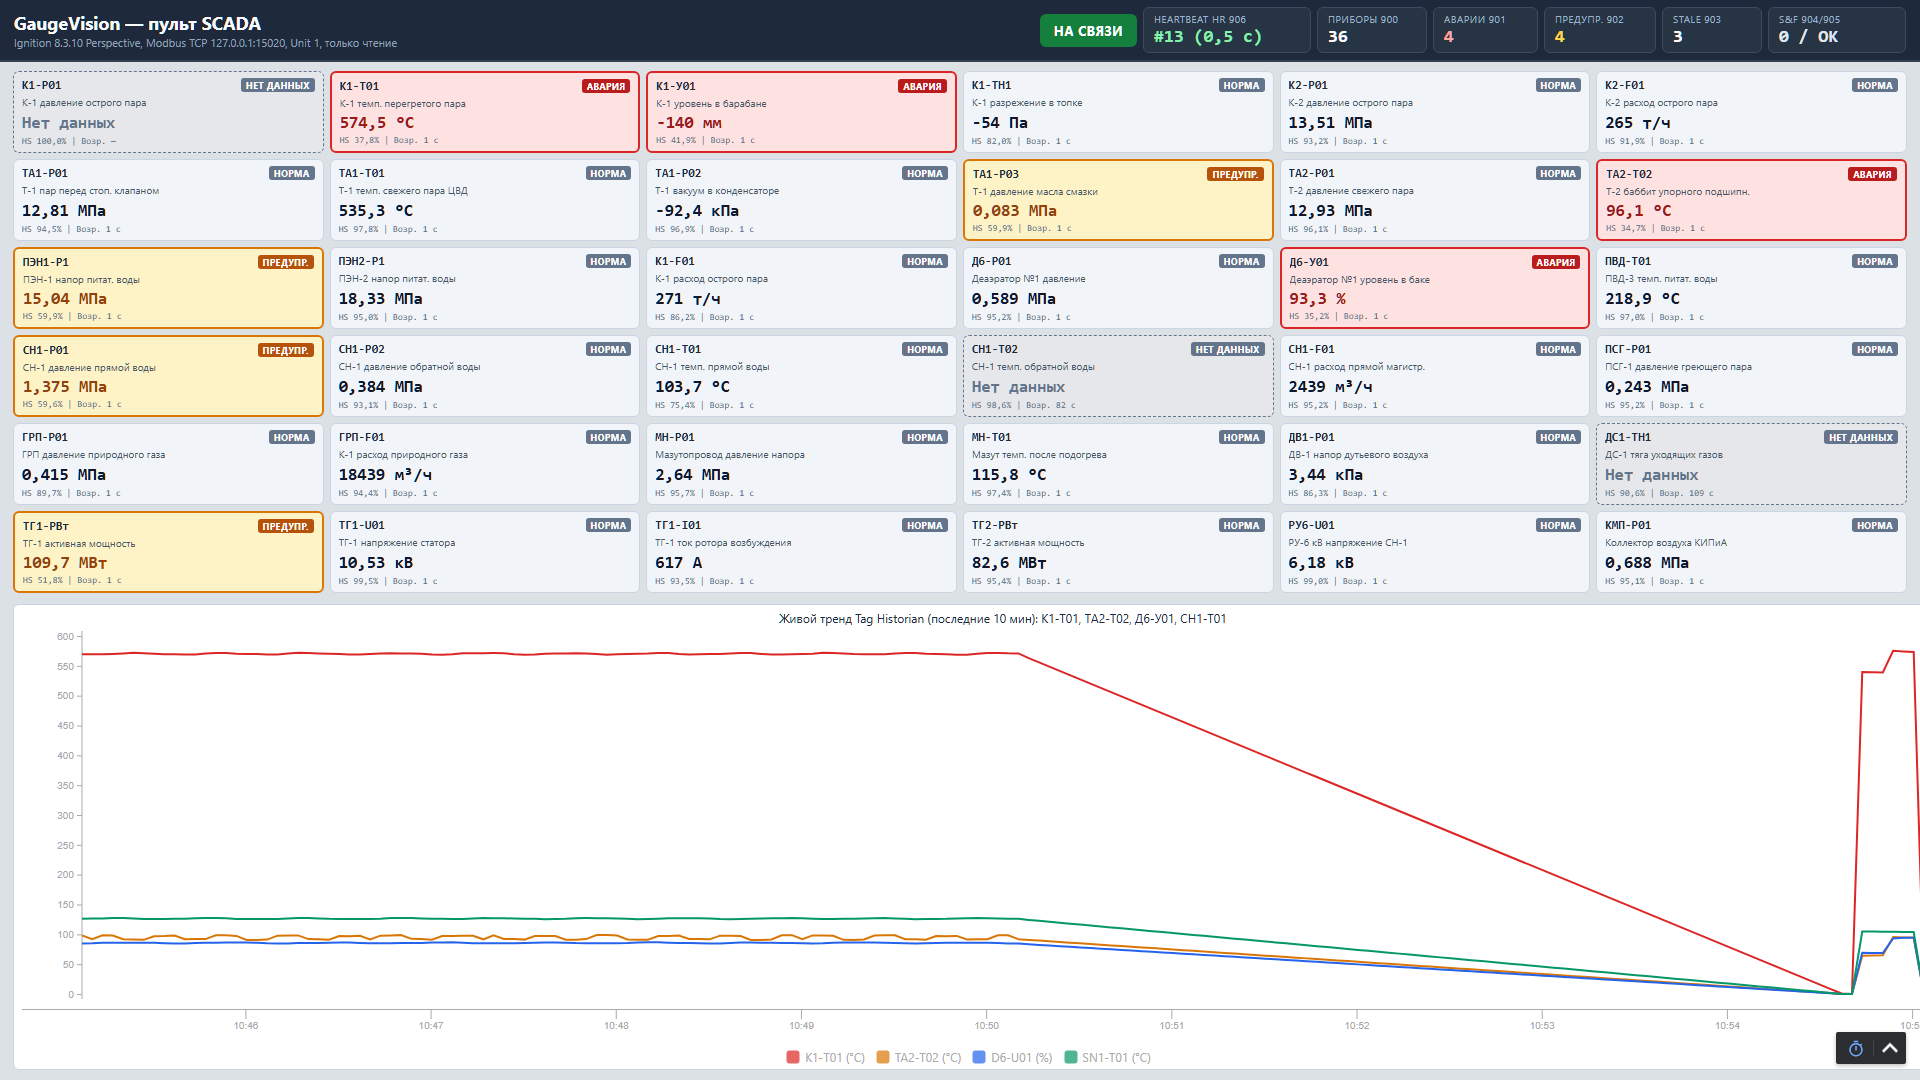 GaugeVision — пульт SCADA
Ignition 8.3.10 Perspective, Modbus TCP 127.0.0.1:15020, Unit 1, только чтение
НА СВЯЗИ
HEARTBEAT HR 906
#13 (0,5 с)
ПРИБОРЫ 900
36
АВАРИИ 901
4
ПРЕДУПР. 902
4
STALE 903
3
S&F 904/905
0 / OK
К1-Р01
НЕТ ДАННЫХ
К-1 давление острого пара
Нет данных
HS 100,0% | Возр. —
К1-Т01
АВАРИЯ
К-1 темп. перегретого пара
574,5 °C
HS 37,8% | Возр. 1 с
К1-У01
АВАРИЯ
К-1 уровень в барабане
-140 мм
HS 41,9% | Возр. 1 с
К1-ТН1
НОРМА
К-1 разрежение в топке
-54 Па
HS 82,0% | Возр. 1 с
К2-Р01
НОРМА
К-2 давление острого пара
13,51 МПа
HS 93,2% | Возр. 1 с
К2-F01
НОРМА
К-2 расход острого пара
265 т/ч
HS 91,9% | Возр. 1 с
ТА1-Р01
НОРМА
Т-1 пар перед стоп. клапаном
12,81 МПа
HS 94,5% | Возр. 1 с
ТА1-Т01
НОРМА
Т-1 темп. свежего пара ЦВД
535,3 °C
HS 97,8% | Возр. 1 с
ТА1-Р02
НОРМА
Т-1 вакуум в конденсаторе
-92,4 кПа
HS 96,9% | Возр. 1 с
ТА1-Р03
ПРЕДУПР.
Т-1 давление масла смазки
0,083 МПа
HS 59,9% | Возр. 1 с
ТА2-Р01
НОРМА
Т-2 давление свежего пара
12,93 МПа
HS 96,1% | Возр. 1 с
ТА2-Т02
АВАРИЯ
Т-2 баббит упорного подшипн.
96,1 °C
HS 34,7% | Возр. 1 с
ПЭН1-Р1
ПРЕДУПР.
ПЭН-1 напор питат. воды
15,04 МПа
HS 59,9% | Возр. 1 с
ПЭН2-Р1
НОРМА
ПЭН-2 напор питат. воды
18,33 МПа
HS 95,0% | Возр. 1 с
К1-F01
НОРМА
К-1 расход острого пара
271 т/ч
HS 86,2% | Возр. 1 с
Д6-Р01
НОРМА
Деаэратор №1 давление
0,589 МПа
HS 95,2% | Возр. 1 с
Д6-У01
АВАРИЯ
Деаэратор №1 уровень в баке
93,3 %
HS 35,2% | Возр. 1 с
ПВД-Т01
НОРМА
ПВД-3 темп. питат. воды
218,9 °C
HS 97,0% | Возр. 1 с
СН1-Р01
ПРЕДУПР.
СН-1 давление прямой воды
1,375 МПа
HS 59,6% | Возр. 1 с
СН1-Р02
НОРМА
СН-1 давление обратной воды
0,384 МПа
HS 93,1% | Возр. 1 с
СН1-Т01
НОРМА
СН-1 темп. прямой воды
103,7 °C
HS 75,4% | Возр. 1 с
СН1-Т02
НЕТ ДАННЫХ
СН-1 темп. обратной воды
Нет данных
HS 98,6% | Возр. 82 с
СН1-F01
НОРМА
СН-1 расход прямой магистр.
2439 м³/ч
HS 95,2% | Возр. 1 с
ПСГ-Р01
НОРМА
ПСГ-1 давление греющего пара
0,243 МПа
HS 95,2% | Возр. 1 с
ГРП-Р01
НОРМА
ГРП давление природного газа
0,415 МПа
HS 89,7% | Возр. 1 с
ГРП-F01
НОРМА
К-1 расход природного газа
18439 м³/ч
HS 94,4% | Возр. 1 с
МН-Р01
НОРМА
Мазутопровод давление напора
2,64 МПа
HS 95,7% | Возр. 1 с
МН-Т01
НОРМА
Мазут темп. после подогрева
115,8 °C
HS 97,4% | Возр. 1 с
ДВ1-Р01
НОРМА
ДВ-1 напор дутьевого воздуха
3,44 кПа
HS 86,3% | Возр. 1 с
ДС1-ТН1
НЕТ ДАННЫХ
ДС-1 тяга уходящих газов
Нет данных
HS 90,6% | Возр. 109 с
ТГ1-РВт
ПРЕДУПР.
ТГ-1 активная мощность
109,7 МВт
HS 51,8% | Возр. 1 с
ТГ1-U01
НОРМА
ТГ-1 напряжение статора
10,53 кВ
HS 99,5% | Возр. 1 с
ТГ1-I01
НОРМА
ТГ-1 ток ротора возбуждения
617 А
HS 93,5% | Возр. 1 с
ТГ2-РВт
НОРМА
ТГ-2 активная мощность
82,6 МВт
HS 95,4% | Возр. 1 с
РУ6-U01
НОРМА
РУ-6 кВ напряжение СН-1
6,18 кВ
HS 99,0% | Возр. 1 с
КМП-Р01
НОРМА
Коллектор воздуха КИПиА
0,688 МПа
HS 95,1% | Возр. 1 с
Живой тренд Tag Historian (последние 10 мин): К1-Т01, ТА2-Т02, Д6-У01, СН1-Т01
600
550
500
450
400
350
300
250
200
150
100
50
0
10:46
10:47
10:48
10:49
10:50
10:51
10:52
10:53
10:54
10:5
K1-T01 (°C)
TA2-T02 (°C)
D6-U01 (%)
SN1-T01 (°C)